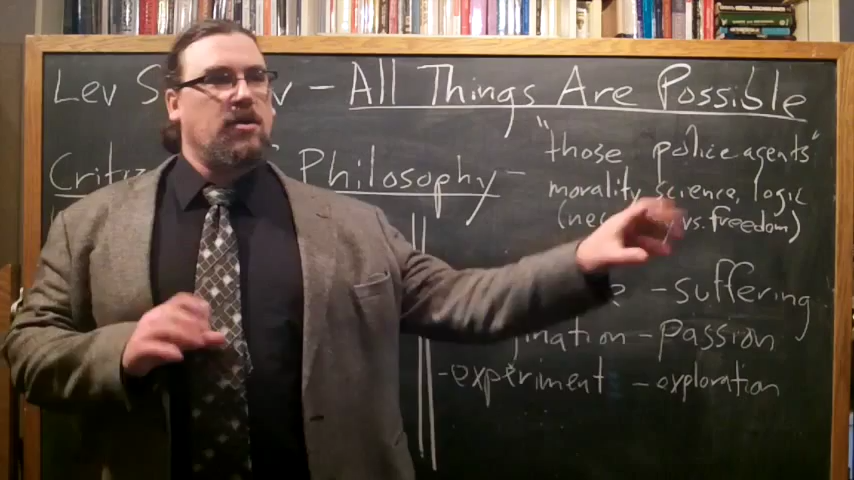 Lev S v - All Things Are Possible
Critiz Philosophy -
"those police agents"
morality, science, logic
(nec vs. freedom)
- suffering
ination - passion
- experiment - exploration